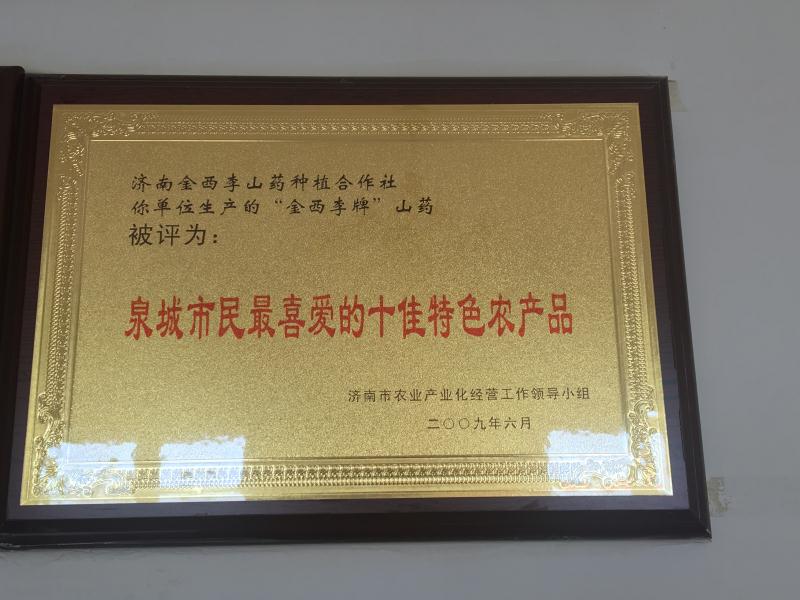 济南金西李山药种植合作社
你单位生产的“金西李牌”山药
被评为：
泉城市民最喜爱的十佳特色农产品
济南市农业产业化经营工作领导小组
二〇〇九年六月